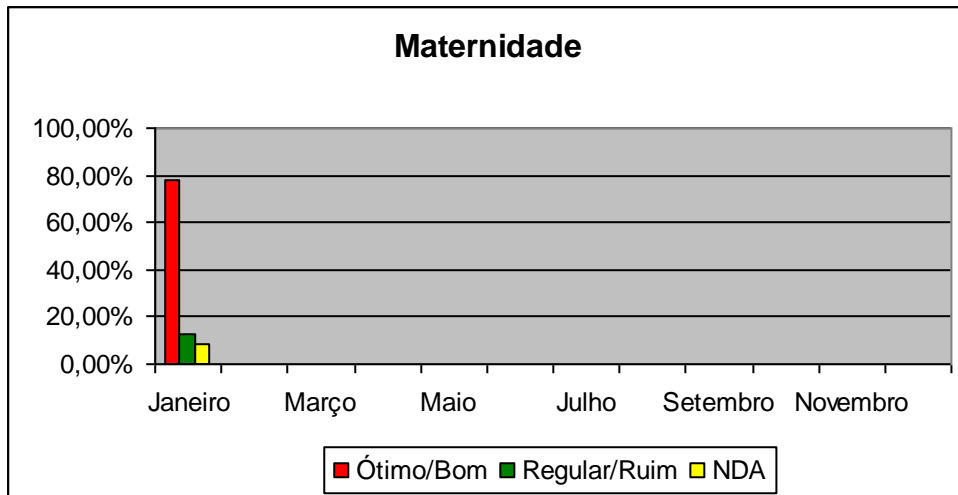 Maternidade
100,00%
80,00%
60,00%
40,00%
20,00%
0,00%
Janeiro Março Maio Julho Setembro Novembro
Ótimo/Bom Regular/Ruim NDA